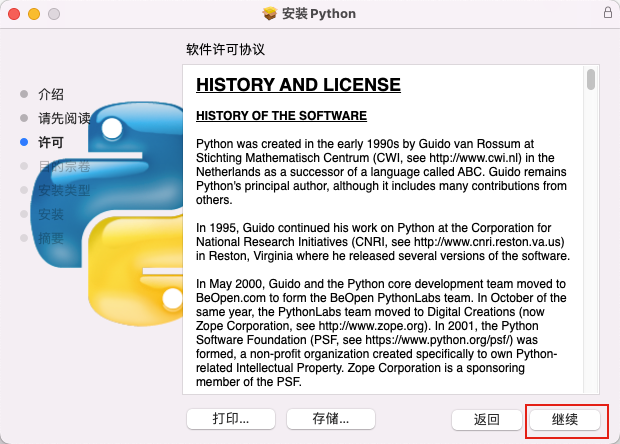 安装 Python
软件许可协议
介绍
请先阅读
许可
目的宗卷
安装类型
安装
摘要
HISTORY AND LICENSE
HISTORY OF THE SOFTWARE
Python was created in the early 1990s by Guido van Rossum at
Stichting Mathematisch Centrum (CWI, see http://www.cwi.nl) in the
Netherlands as a successor of a language called ABC. Guido remains
Python's principal author, although it includes many contributions from
others.
In 1995, Guido continued his work on Python at the Corporation for
National Research Initiatives (CNRI, see http://www.cnri.reston.va.us)
in Reston, Virginia where he released several versions of the software.
In May 2000, Guido and the Python core development team moved to
BeOpen.com to form the BeOpen PythonLabs team. In October of the
same year, the PythonLabs team moved to Digital Creations (now
Zope Corporation, see http://www.zope.org). In 2001, the Python
Software Foundation (PSF, see https://www.python.org/psf/) was
formed, a non-profit organization created specifically to own Python-
related Intellectual Property. Zope Corporation is a sponsoring
member of the PSF.
打印... 存储... 返回 继续